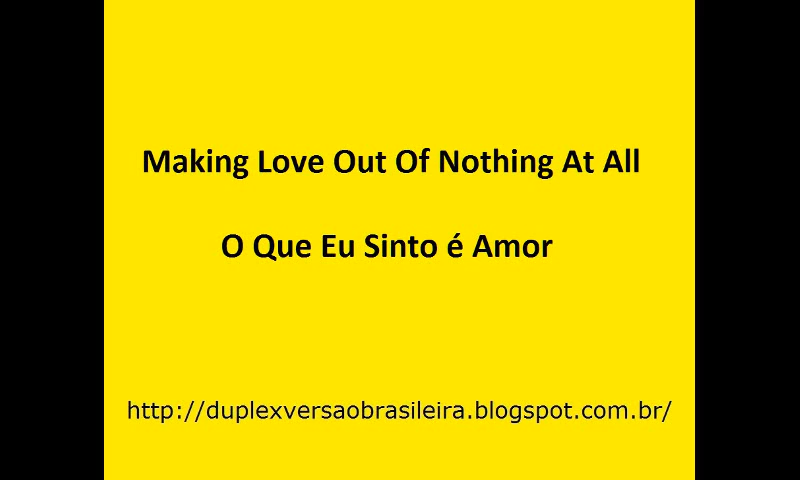 Making Love Out Of Nothing At All
O Que Eu Sinto é Amor
http://duplexversaobrasileira.blogspot.com.br/